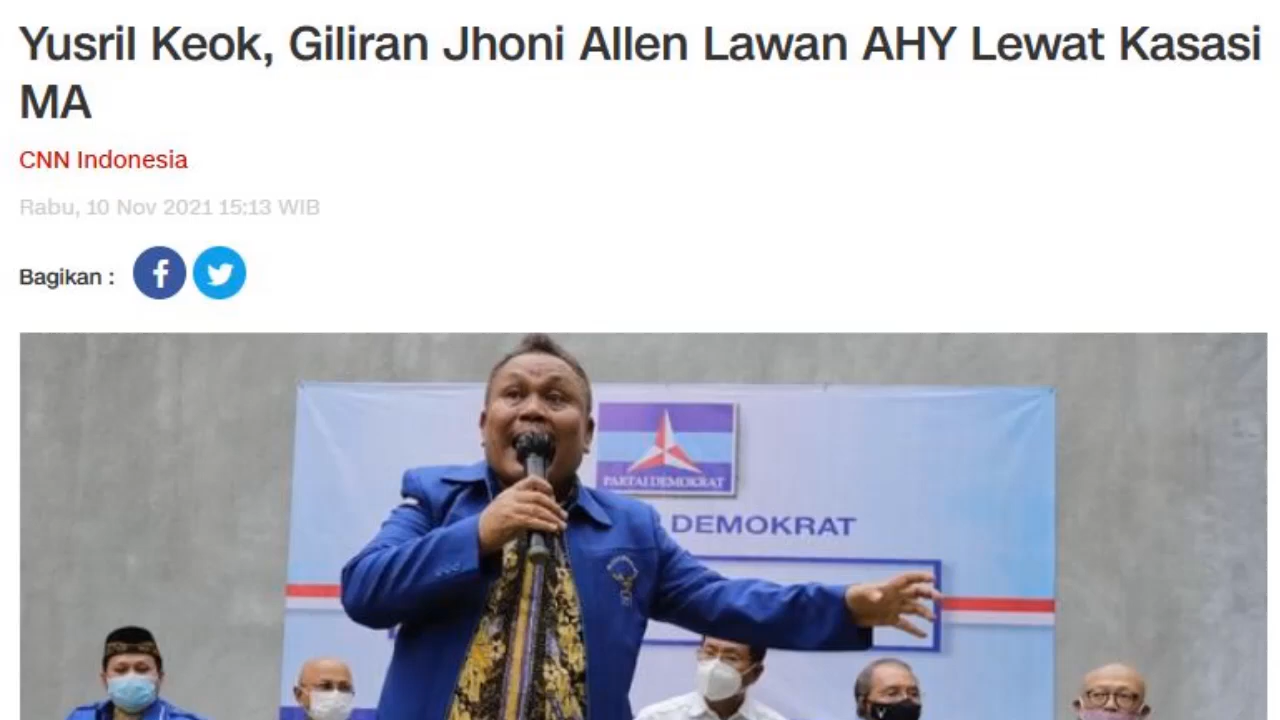 Yusril Keok, Giliran Jhoni Allen Lawan AHY Lewat Kasasi
MA
CNN Indonesia
Rabu, 10 Nov 2021 15:13 WIB
Bagikan :
PARTAI DEMOKRAT
DEMOKRAT